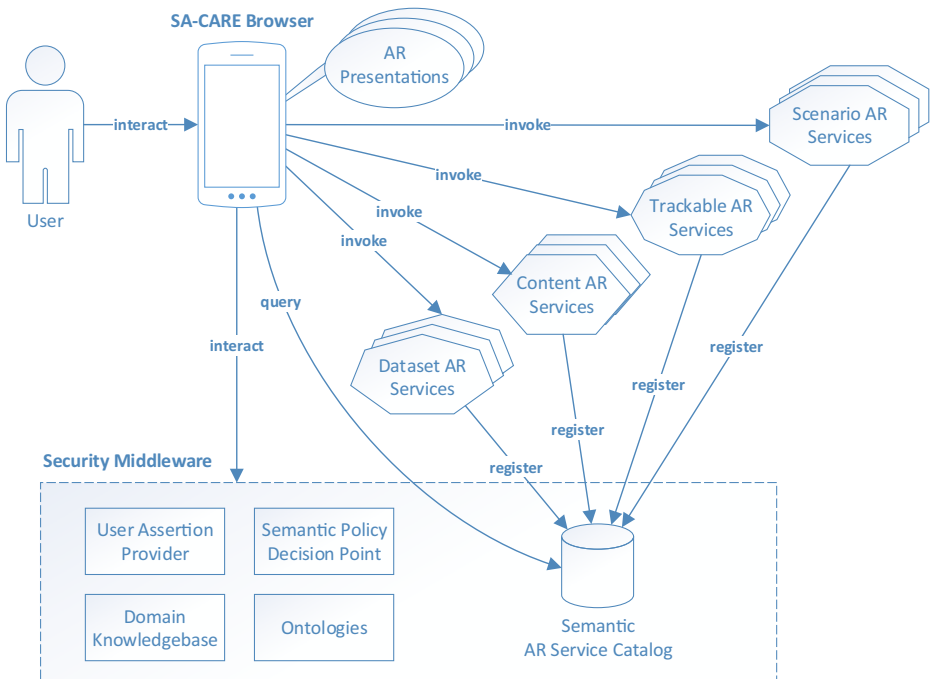 SA-CARE Browser
AR
Presentations
Scenario AR
Services
interact
invoke
invoke
Trackable AR
Services
User
invoke
invoke
Content AR
Services
query
interact
register
Dataset AR
Services
register
register
register
Security Middleware
User Assertion
Provider
Semantic Policy
Decision Point
Domain
Knowledgebase
Ontologies
Semantic
AR Service Catalog